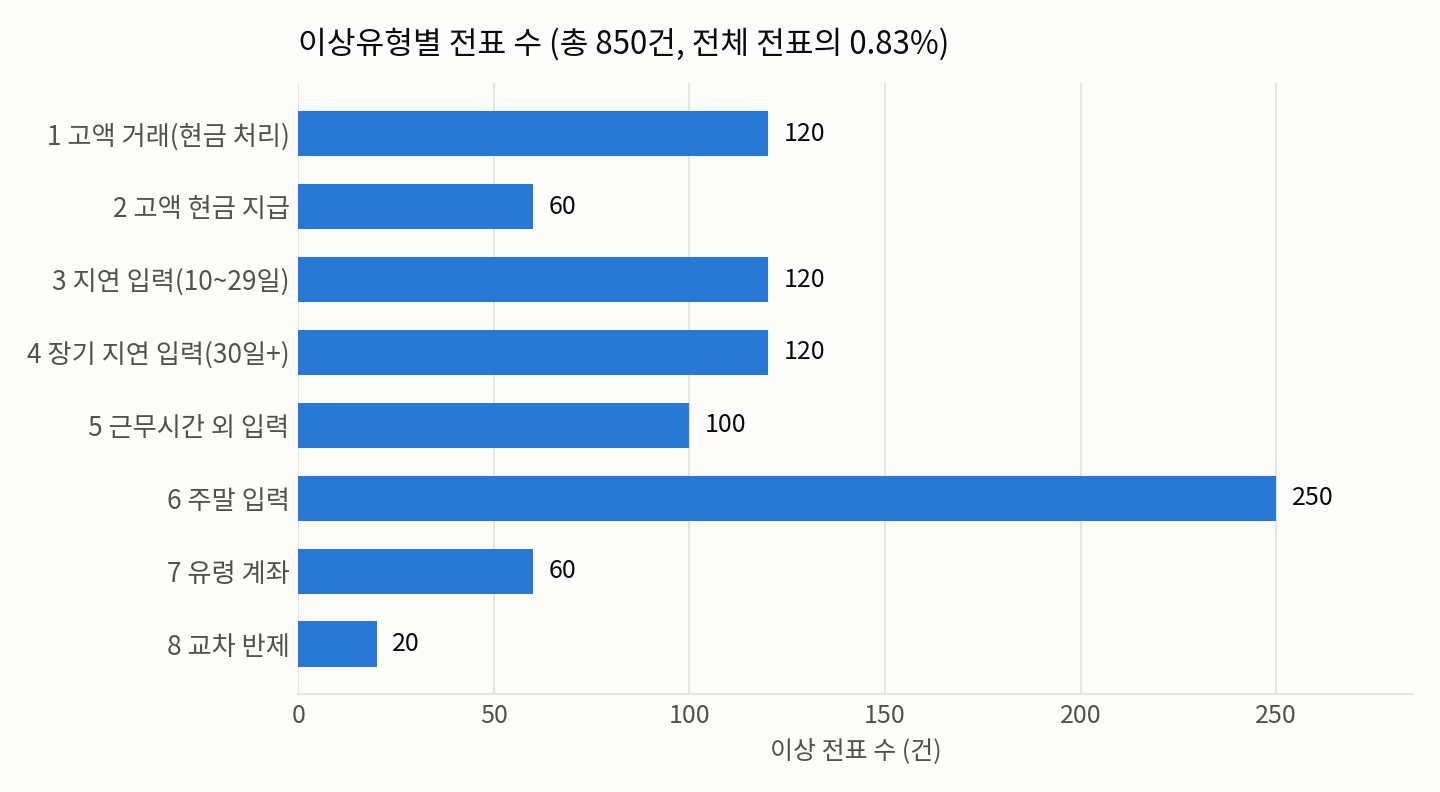 이상유형별 전표 수 (총 850건, 전체 전표의 0.83%)
1 고액 거래(현금 처리) 120
2 고액 현금 지급 60
3 지연 입력(10~29일) 120
4 장기 지연 입력(30일+) 120
5 근무시간 외 입력 100
6 주말 입력 250
7 유령 계좌 60
8 교차 반제 20
0 50 100 150 200 250
이상 전표 수 (건)